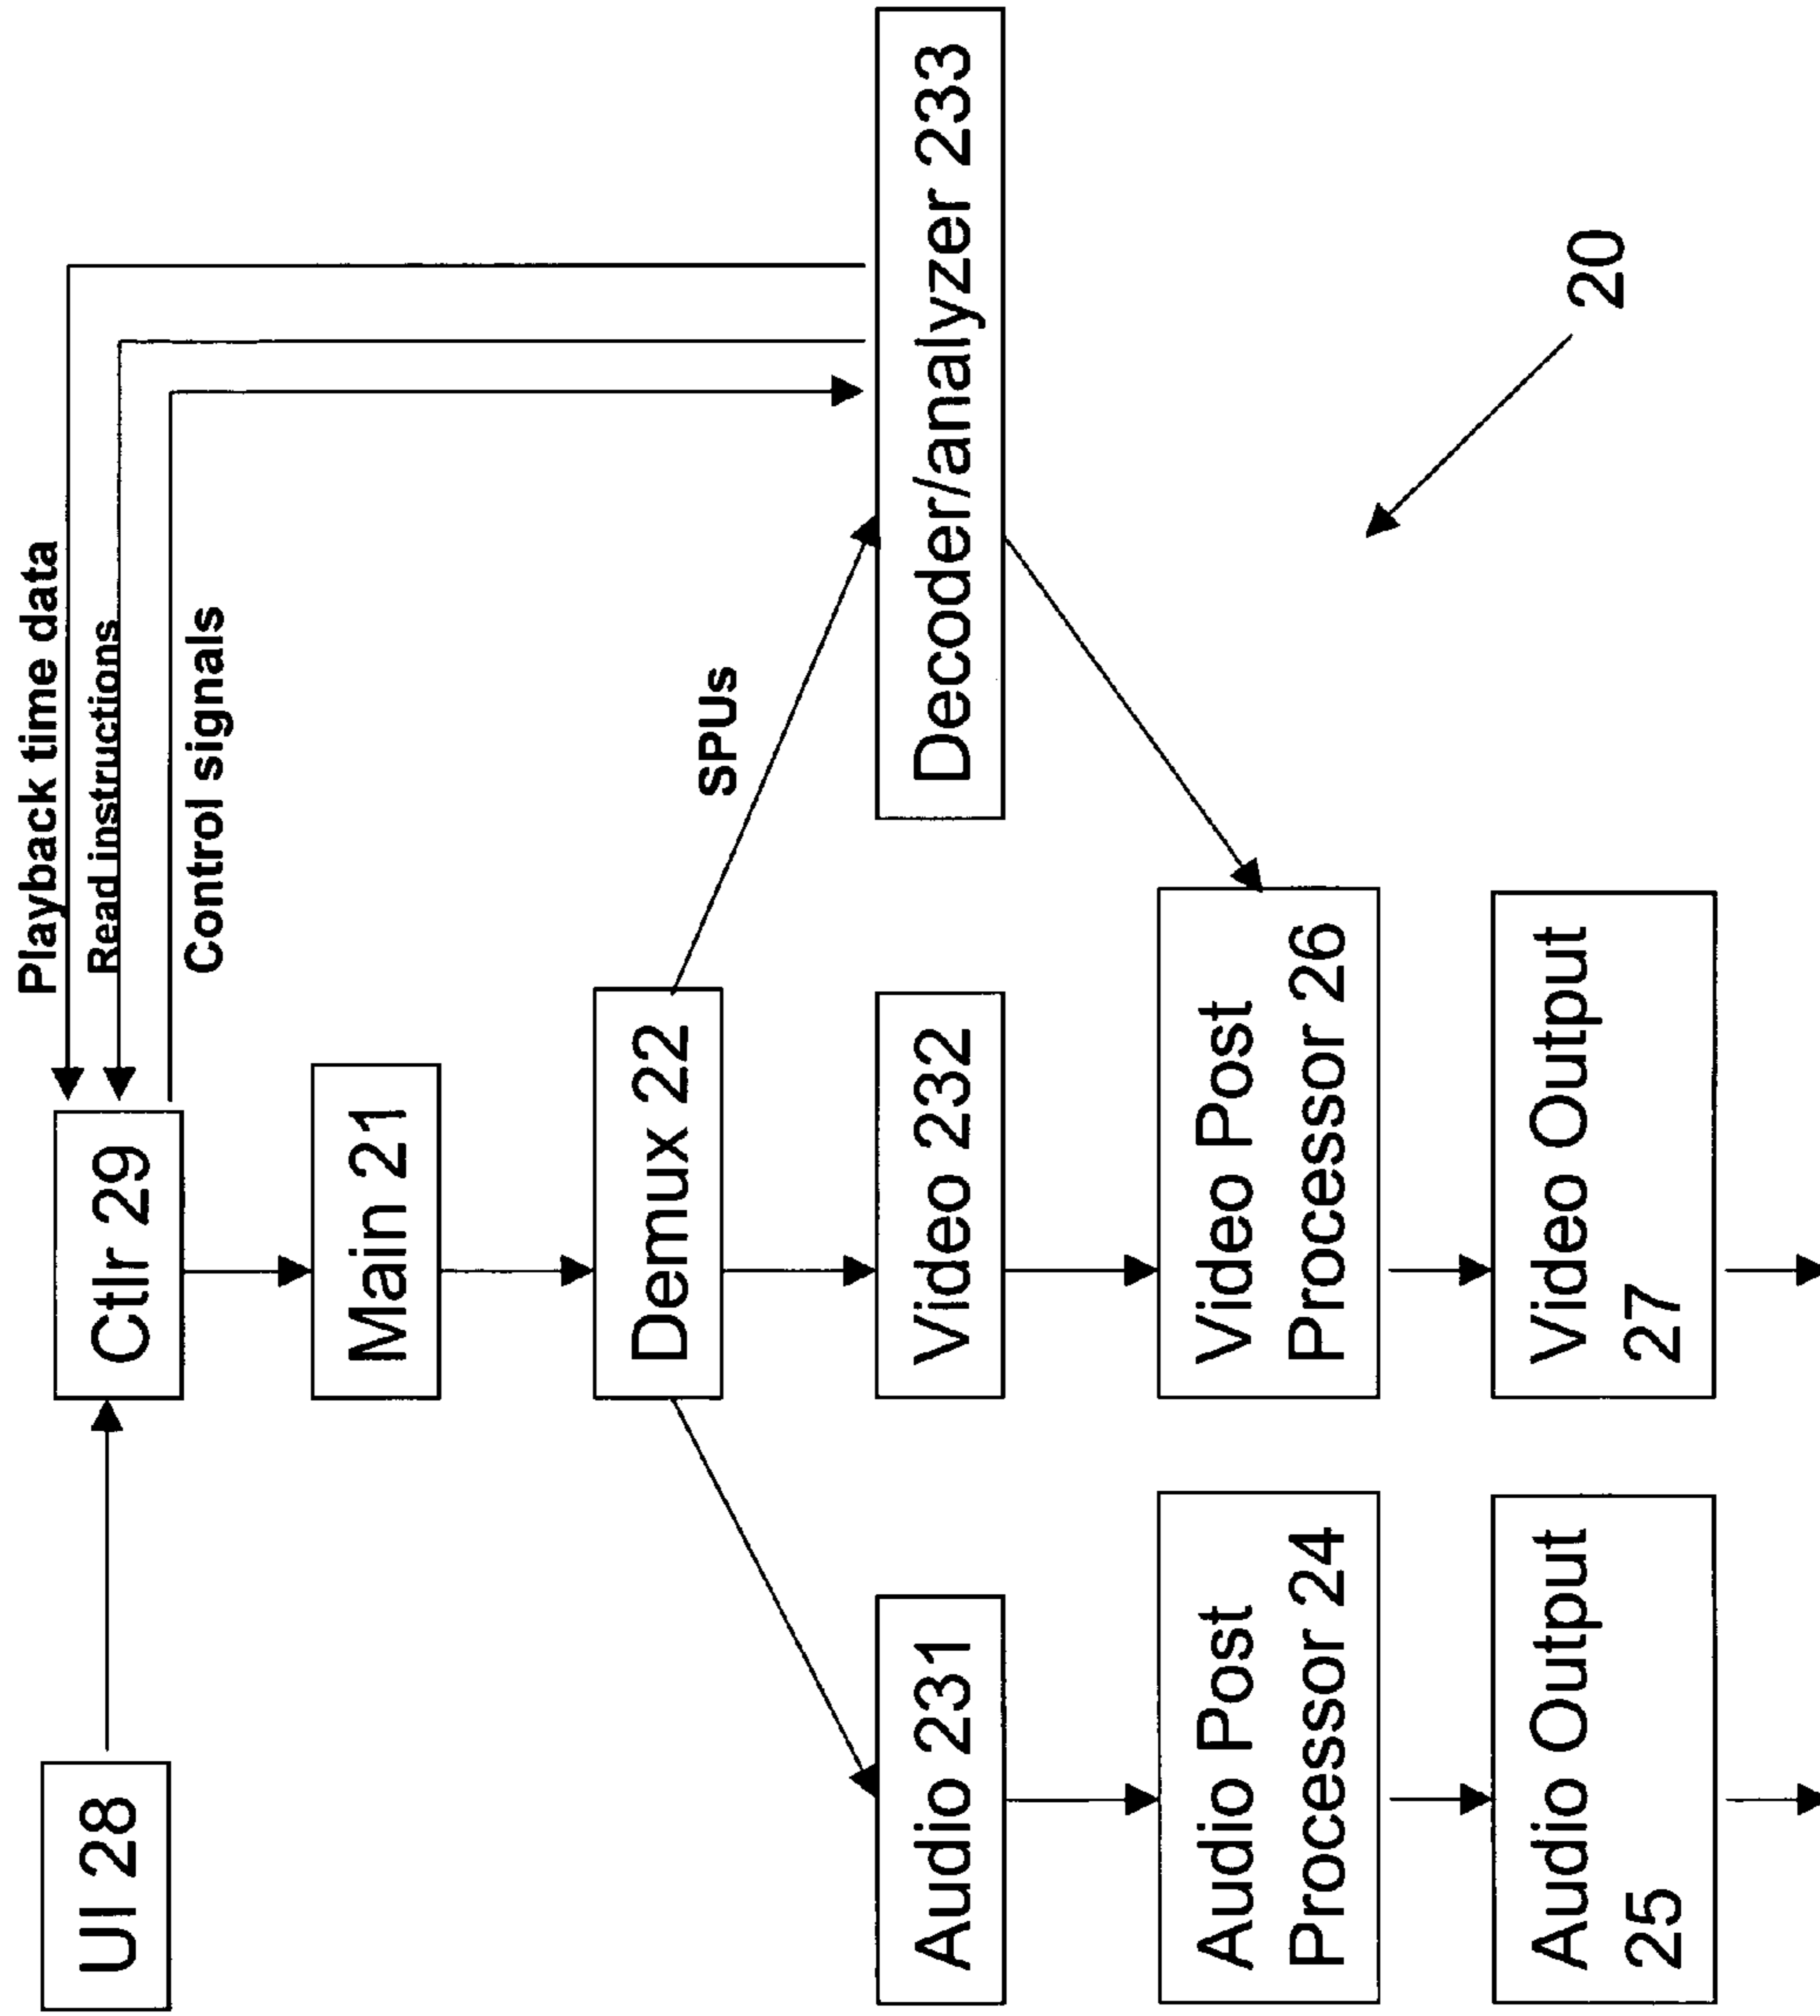 UI 28
Ctlr 29
Playback time data
Read instructions
Control signals
Main 21
Demux 22
SPUs
Audio 231
Video 232
Decoder/analyzer 233
Audio Post
Processor 24
Video Post
Processor 26
Audio Output
25
Video Output
27
20